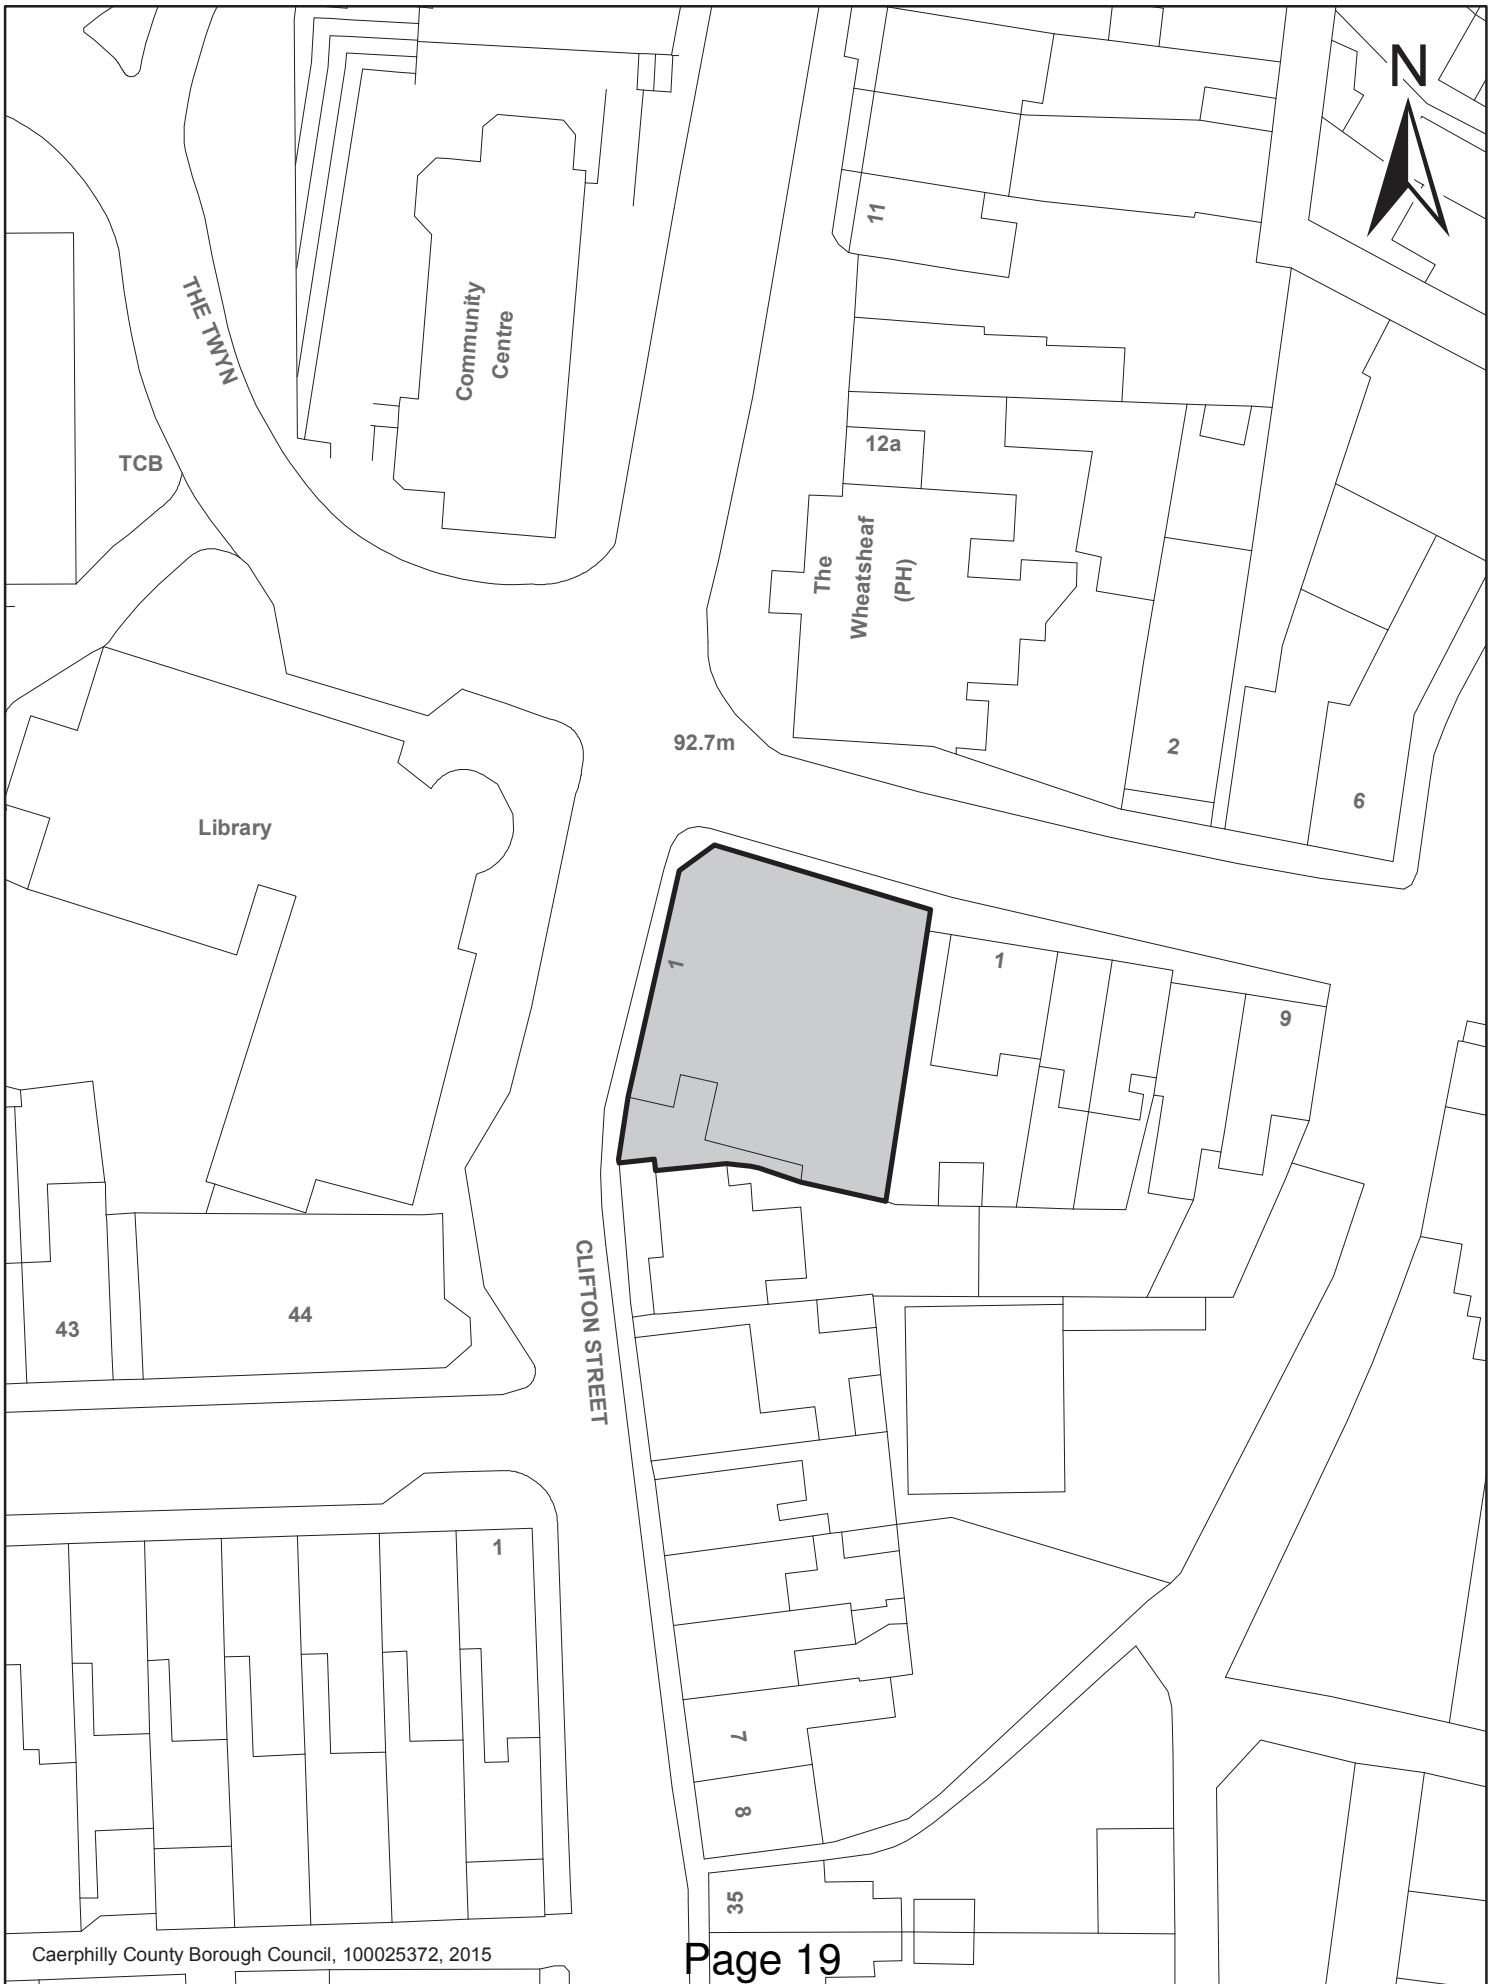 N
11
THE TWYN
Community
Centre
TCB
12a
The
Wheatsheaf
(PH)
92.7m
2
6
Library
1
1
9
CLIFTON STREET
43
44
1
7
8
35
Caerphilly County Borough Council, 100025372, 2015
Page 19